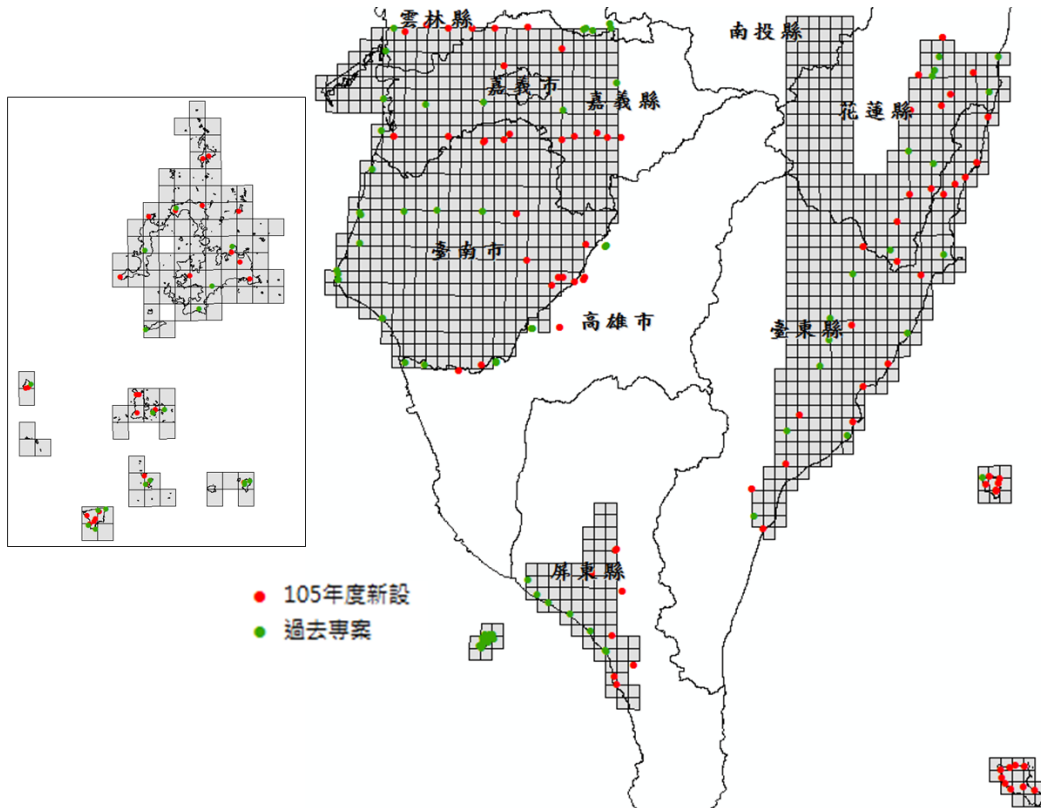 雲林縣
南投縣
嘉義市
嘉義縣
花蓮縣
臺南市
高雄市
臺東縣
屏東縣
105年度新設
過去專案